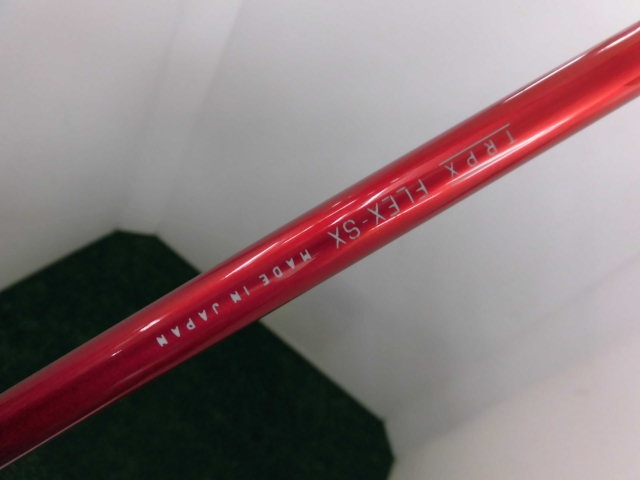 TRPX FLEX-SX MADE IN JAPAN